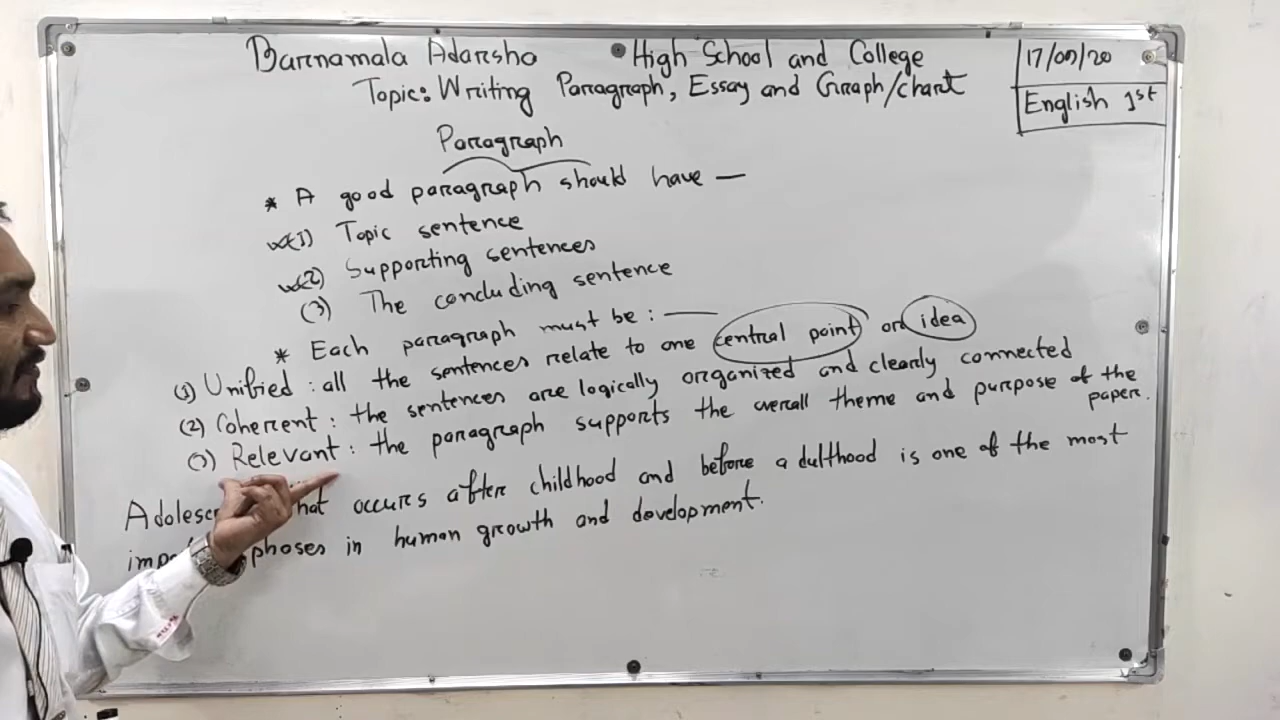 Barnamala Adarsha High School and College
Topic: Writing Paragraph, Essay and Graph/chart
17/09/20
English 1st
Paragraph
* A good paragraph should have —
(1) Topic sentence
(2) Supporting sentences
(3) The concluding sentence
* Each paragraph must be : —
(1) Unified : all the sentences relate to one central point or idea
(2) Coherent : the sentences are logically organized and clearly connected
(3) Relevant : the paragraph supports the overall theme and purpose of the paper.
Adolesc hat occurs after childhood and before adulthood is one of the most
imp phases in human growth and development.